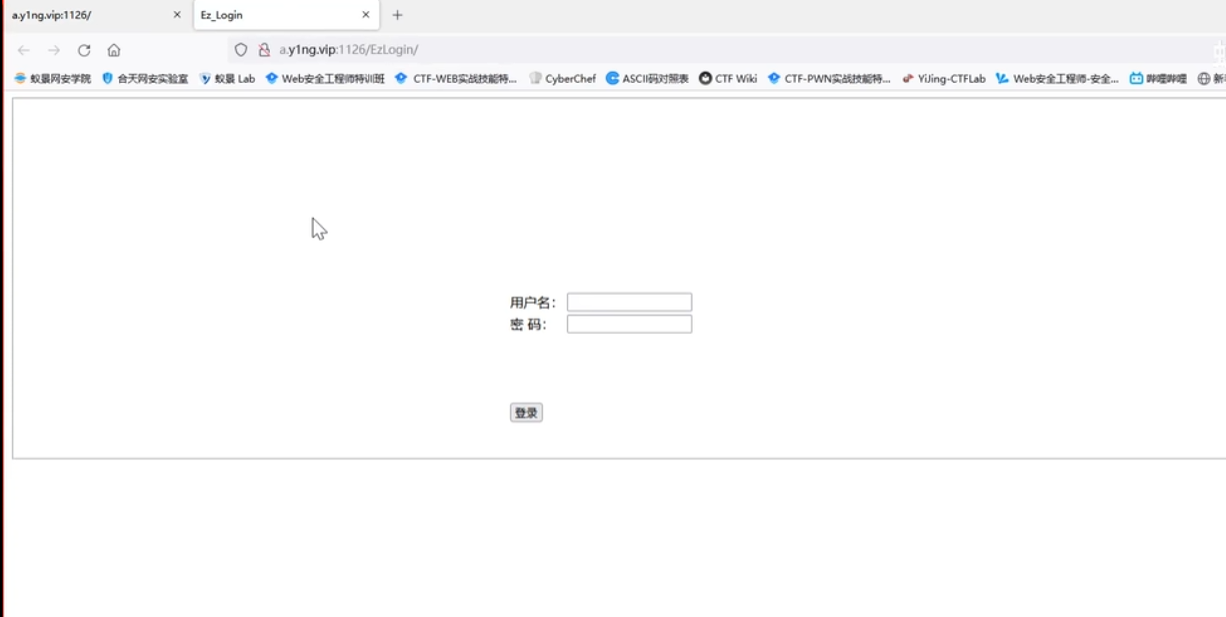 a.y1ng.vip:1126/ Ez_Login
a.y1ng.vip:1126/EzLogin/
蚁景网安学院 合天网安实验室 蚁景 Lab Web安全工程师特训班 CTF-WEB实战技能特... CyberChef ASCII码对照表 CTF Wiki CTF-PWN实战技能特... YiJing-CTFLab Web安全工程师-安全... 哔哩哔哩
用户名：
密 码：
登录